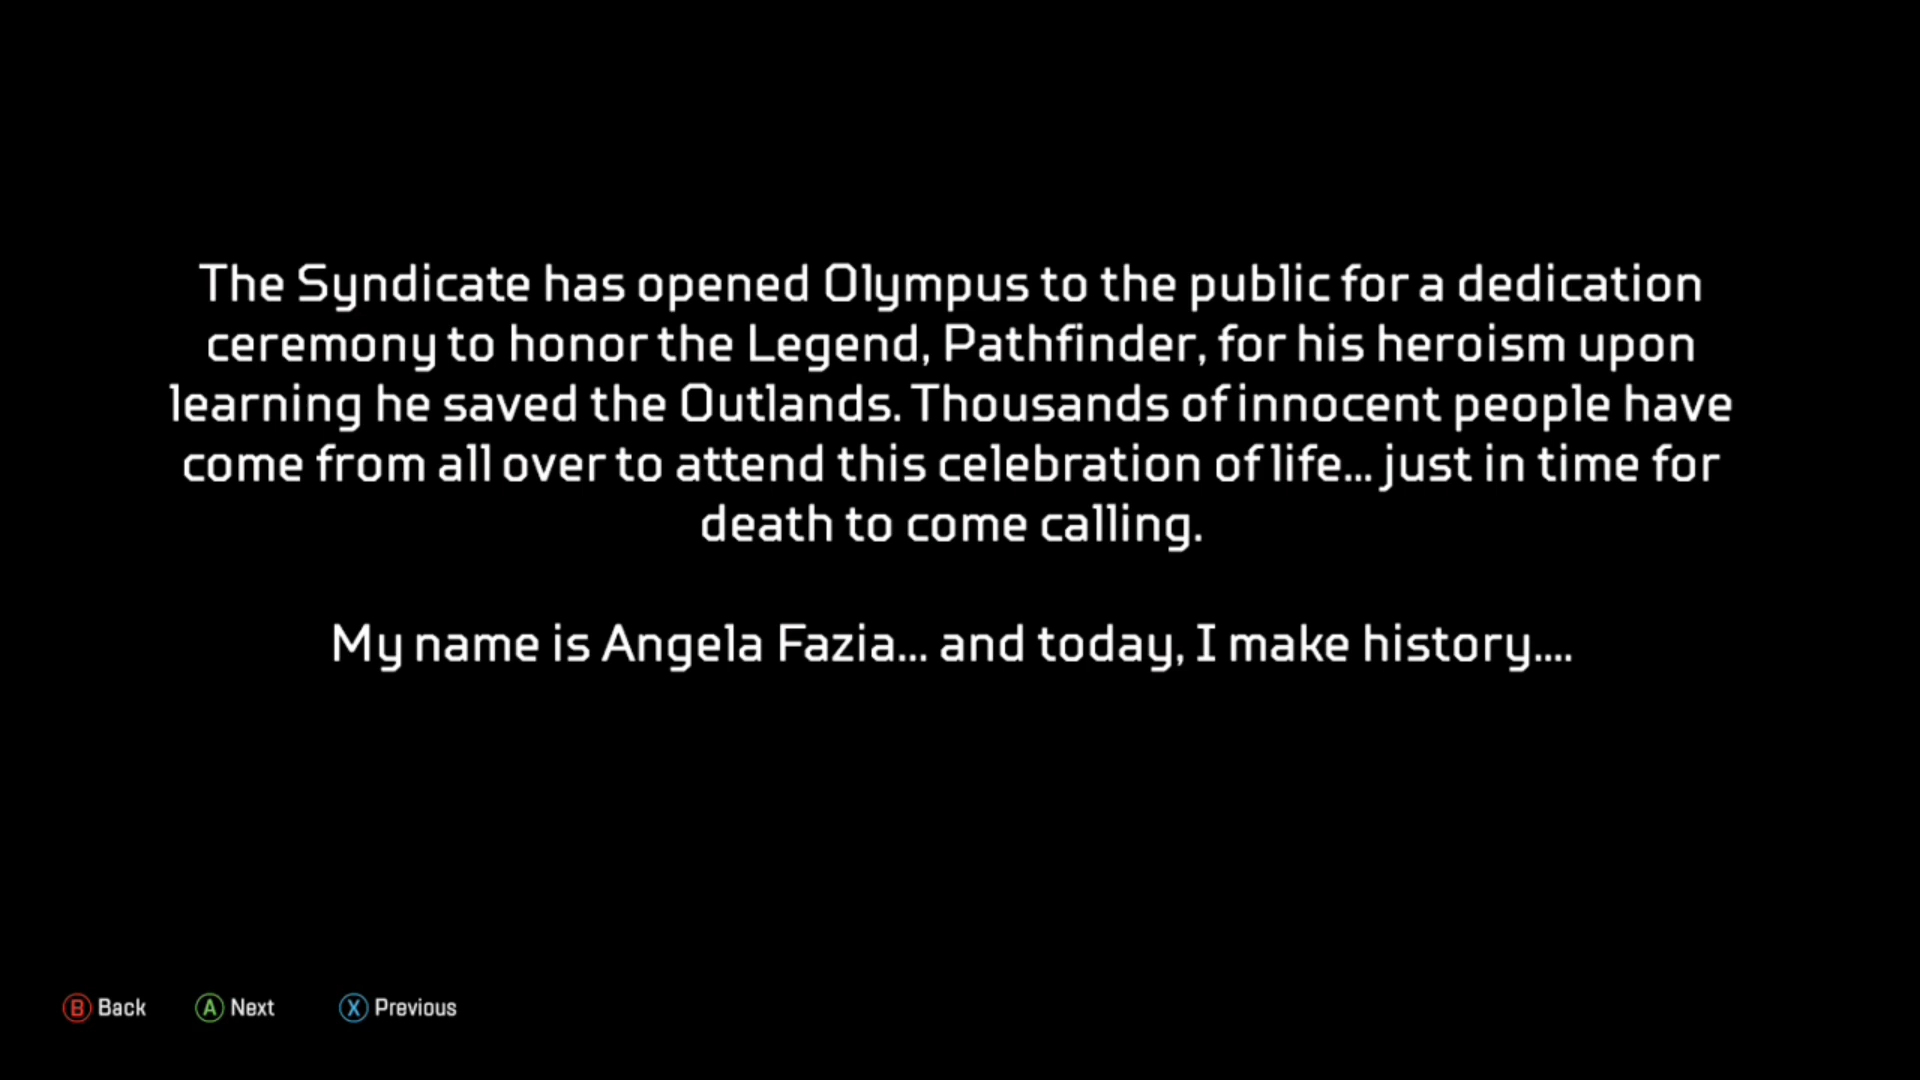 The Syndicate has opened Olympus to the public for a dedication
ceremony to honor the Legend, Pathfinder, for his heroism upon
learning he saved the Outlands. Thousands of innocent people have
come from all over to attend this celebration of life... just in time for
death to come calling.
My name is Angela Fazia... and today, I make history....
B Back A Next X Previous